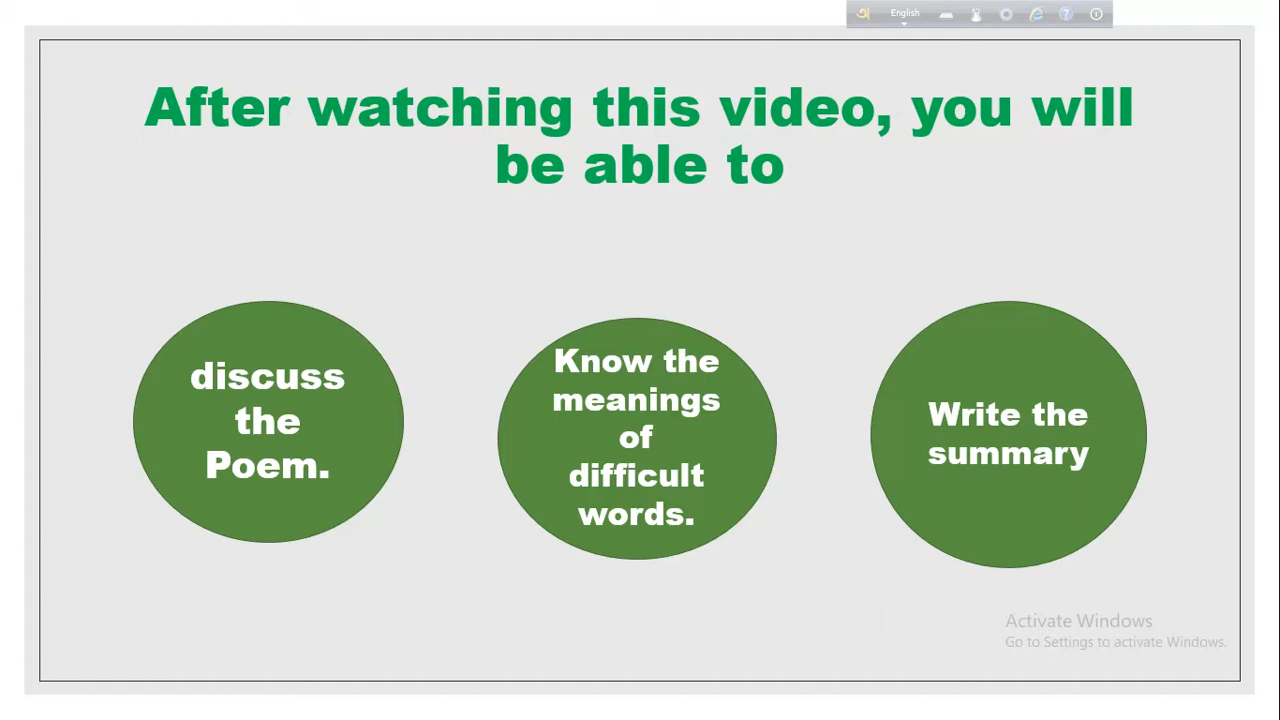 English
After watching this video, you will
be able to
discuss
the
Poem.
Know the
meanings
of
difficult
words.
Write the
summary
Activate Windows
Go to Settings to activate Windows.